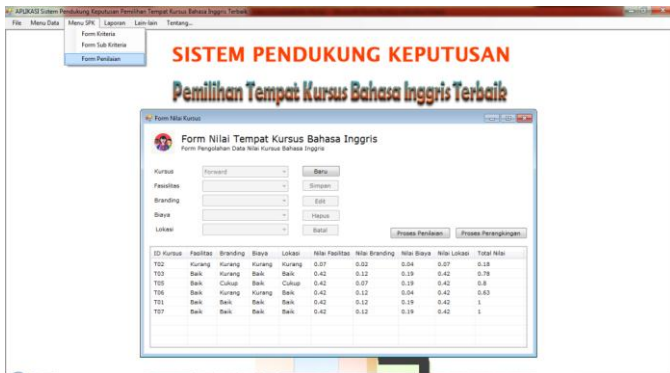 APLIKASI Sistem Pendukung Keputusan Pemilihan Tempat Kursus Bahasa Inggris Terbaik
File Menu Data Menu SPK Laporan Lain-lain Tentang...
Form Kriteria
Form Sub Kriteria
Form Penilaian
SISTEM PENDUKUNG KEPUTUSAN
Pemilihan Tempat Kursus Bahasa Inggris Terbaik
Form Nilai Kursus
Form Nilai Tempat Kursus Bahasa Inggris
Form Pengolahan Data Nilai Kursus Bahasa Inggris
Kursus Forward Baru
Fasislitas Simpan
Branding Edit
Biaya Hapus
Lokasi Batal Proses Penilaian Proses Perangkingan
ID Kursus Fasilitas Branding Biaya Lokasi Nilai Fasilitas Nilai Branding Nilai Biaya Nilai Lokasi Total Nilai
T02 Kurang Kurang Kurang Kurang 0.07 0.02 0.04 0.07 0.18
T03 Baik Kurang Baik Baik 0.42 0.12 0.19 0.42 0.78
T05 Baik Cukup Baik Cukup 0.42 0.07 0.19 0.42 0.8
T06 Baik Kurang Kurang Baik 0.42 0.12 0.04 0.42 0.63
T01 Baik Baik Baik Baik 0.42 0.12 0.19 0.42 1
T07 Baik Baik Baik Baik 0.42 0.12 0.19 0.42 1